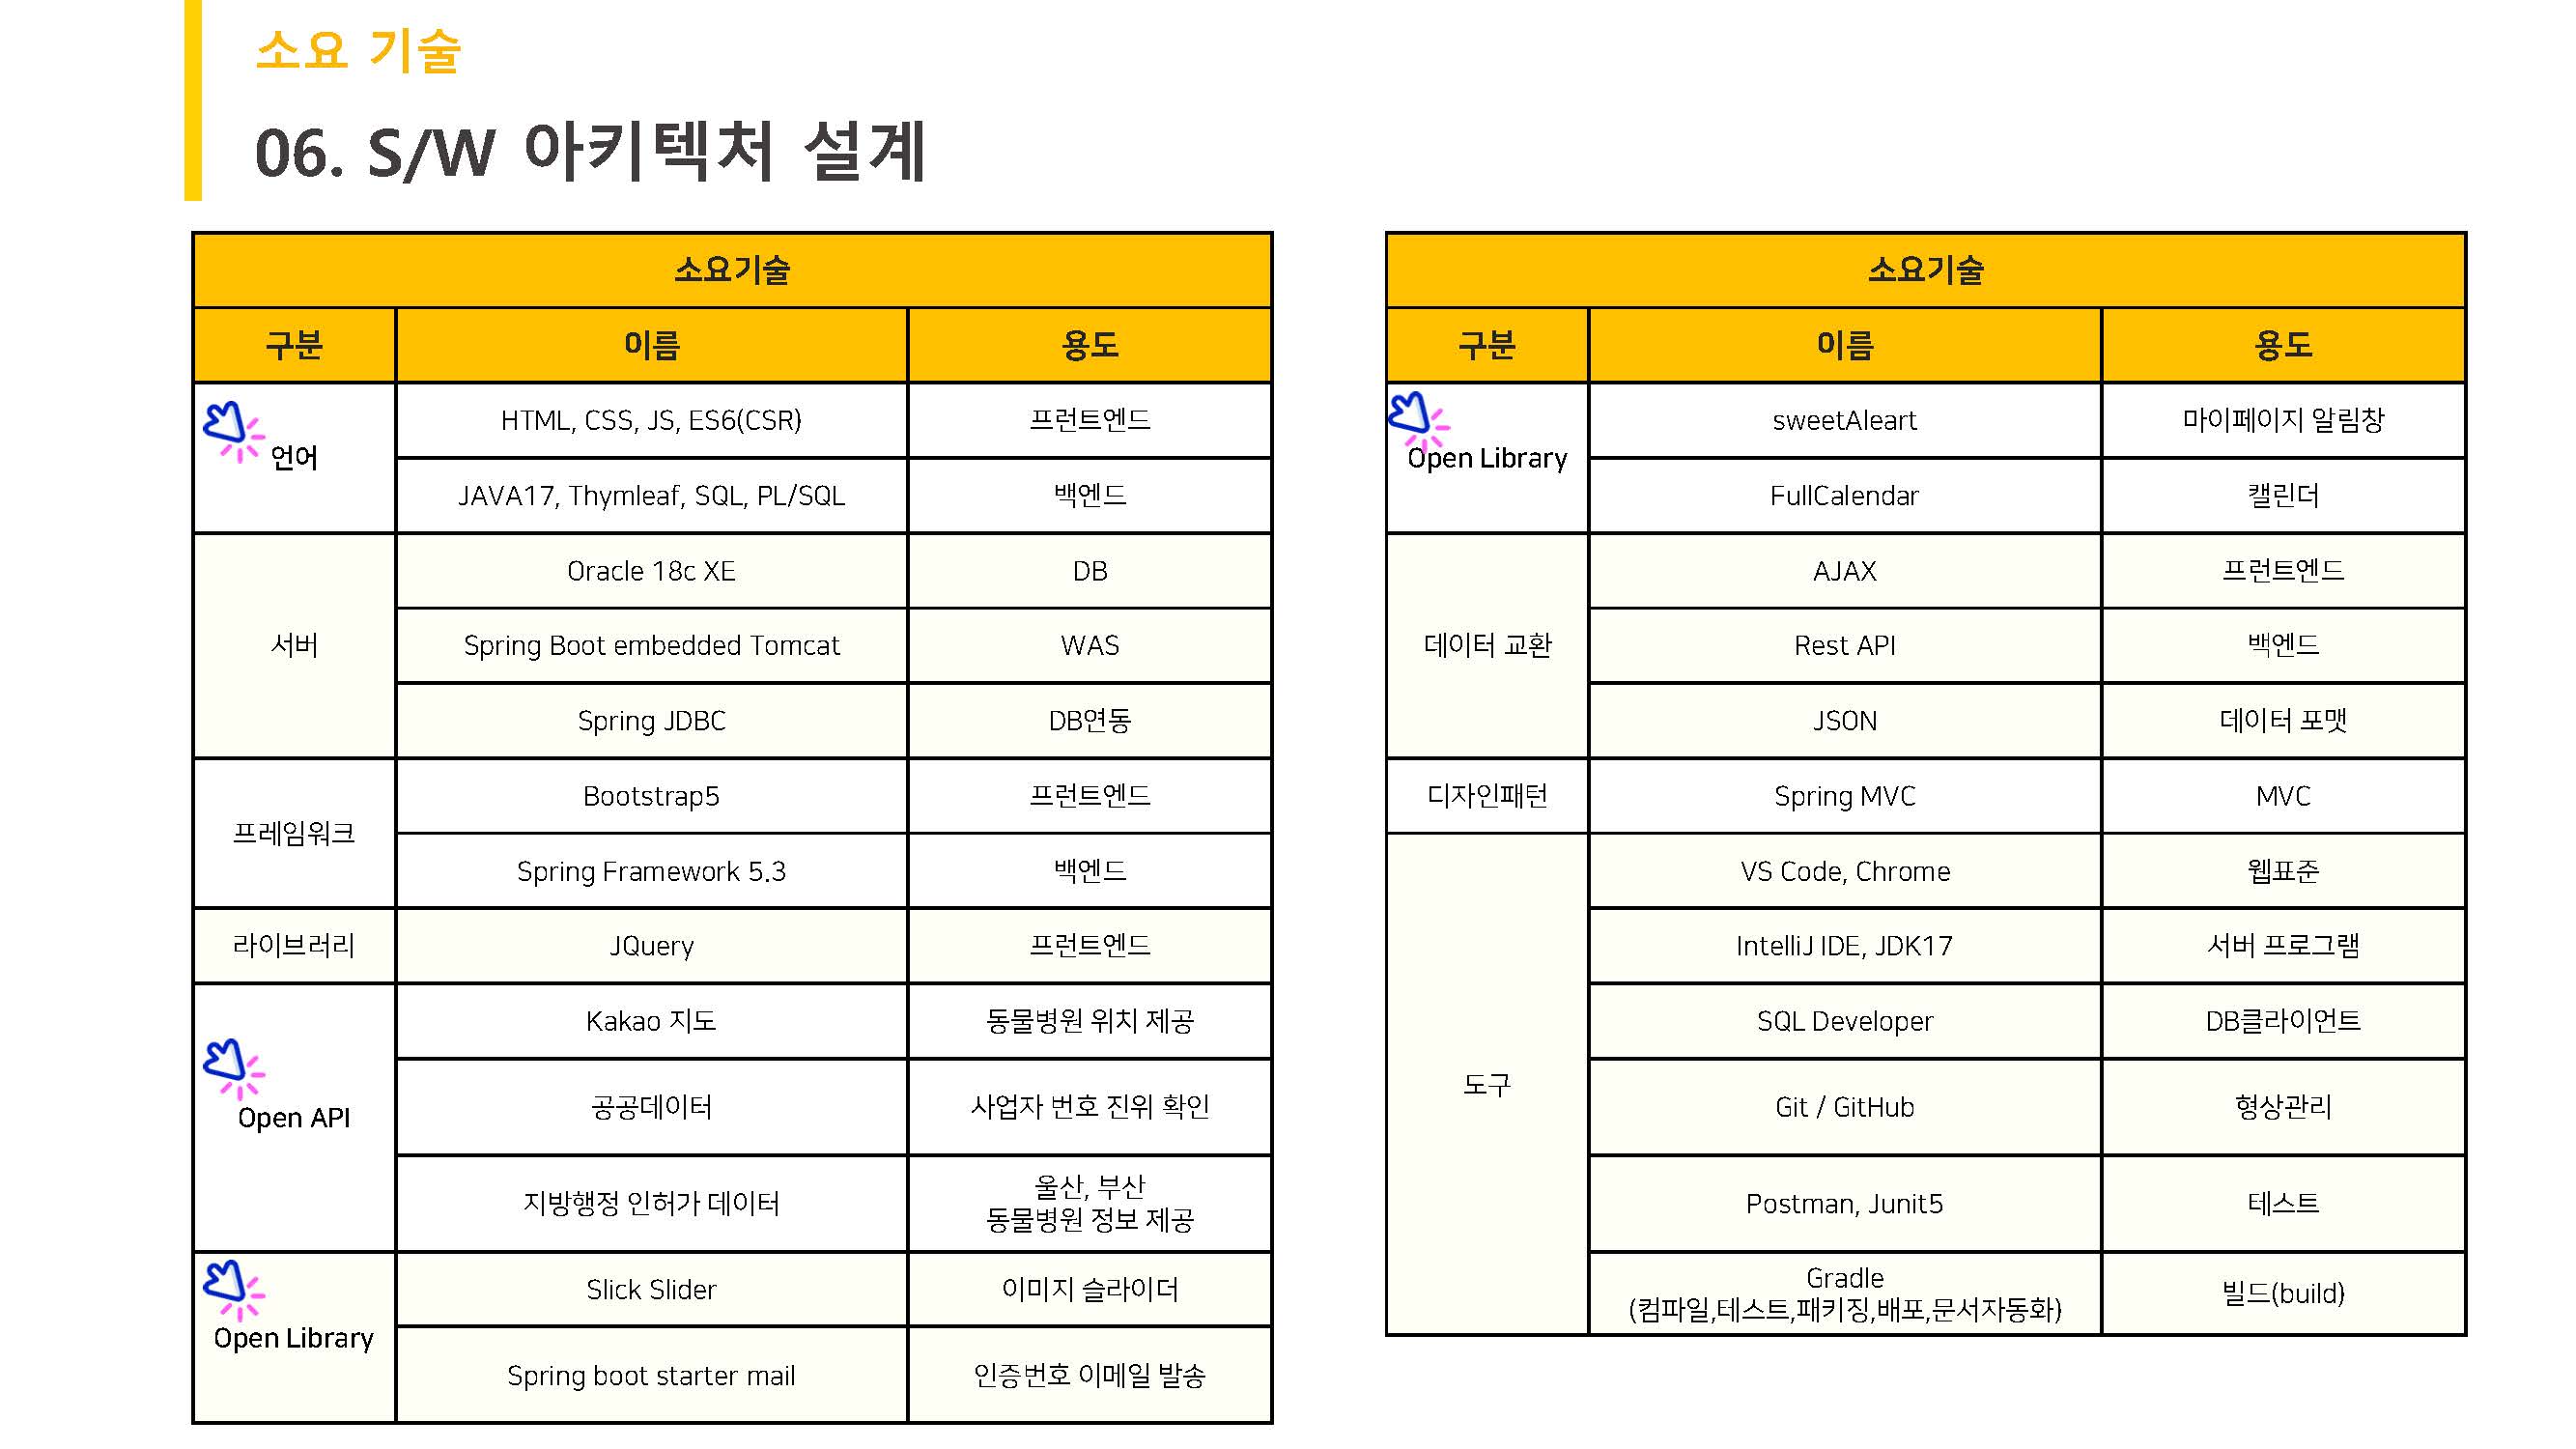 소요 기술
06. S/W 아키텍처 설계
소요기술
구분 이름 용도
언어
HTML, CSS, JS, ES6(CSR) 프런트엔드
JAVA17, Thymleaf, SQL, PL/SQL 백엔드
서버
Oracle 18c XE DB
Spring Boot embedded Tomcat WAS
Spring JDBC DB연동
프레임워크
Bootstrap5 프런트엔드
Spring Framework 5.3 백엔드
라이브러리 JQuery 프런트엔드
Open API
Kakao 지도 동물병원 위치 제공
공공데이터 사업자 번호 진위 확인
지방행정 인허가 데이터
울산, 부산
동물병원 정보 제공
Open Library
Slick Slider 이미지 슬라이더
Spring boot starter mail 인증번호 이메일 발송
소요기술
구분 이름 용도
Open Library
sweetAleart 마이페이지 알림창
FullCalendar 캘린더
데이터 교환
AJAX 프런트엔드
Rest API 백엔드
JSON 데이터 포맷
디자인패턴 Spring MVC MVC
도구
VS Code, Chrome 웹표준
IntelliJ IDE, JDK17 서버 프로그램
SQL Developer DB클라이언트
Git / GitHub 형상관리
Postman, Junit5 테스트
Gradle
(컴파일,테스트,패키징,배포,문서자동화)
빌드(build)